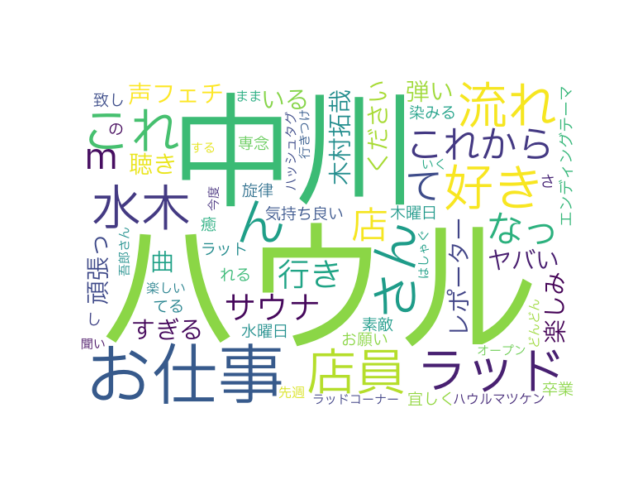 致し
声フェチ
まま
いる
ください
弾い
流れ
エンディングテーマ
これ
の
m
聴き
する
専念
ハッシュタグ
行きつけ
木村拓哉
染みる
これから
中川
いく
て
好き
さ
水木
ん
旋律
今度
気持ち良い
木曜日
店
さん
はしゃぐ
なっ
頑張っ
吾郎さん
曲
癒
ラット
れる
行き
レポーター
ヤバい
楽しみ
ハウル
楽しい
てる
サウナ
し
すぎる
水曜日
素敵
お願い
どんどん
聞い
お仕事
先週
店員
ラッド
オープン
ラッドコーナー
宜しく
ハウルマツケン
卒業